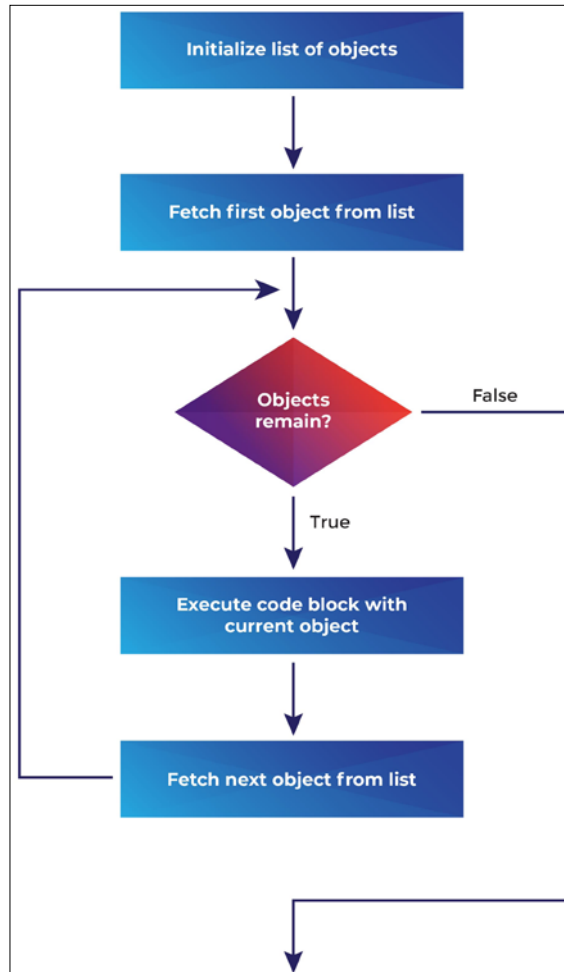 Initialize list of objects
Fetch first object from list
Objects
remain?
False
True
Execute code block with
current object
Fetch next object from list